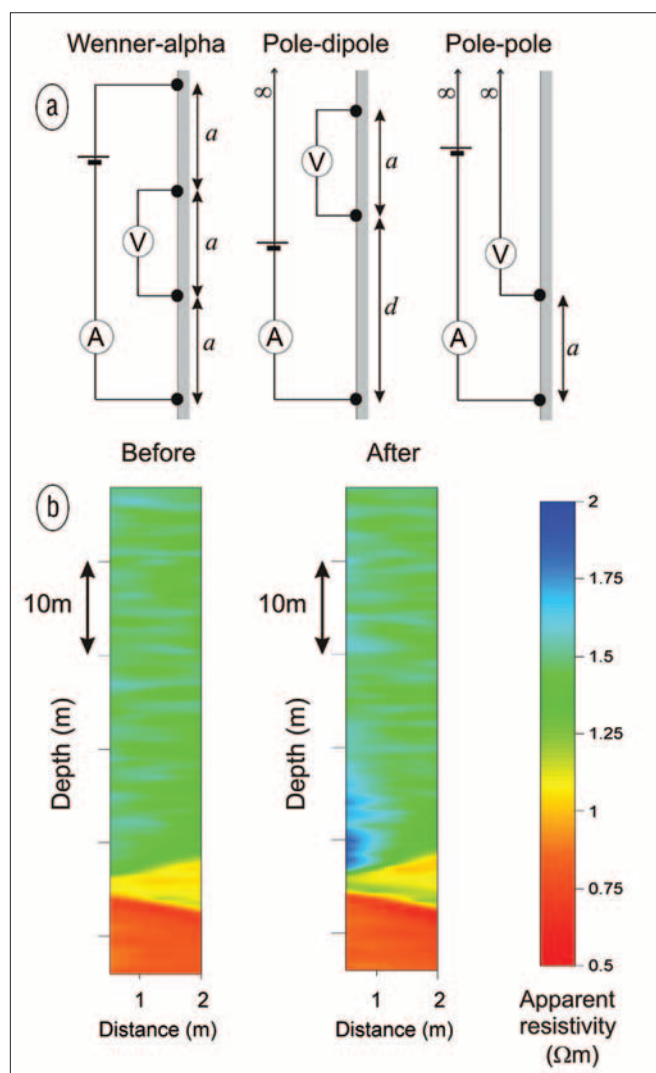 Wenner-alpha Pole-dipole Pole-pole
a
∞ ∞ ∞
a a
V
a
V a
V
d
A A a
a
Before After
b
2
1.75
10m 10m
1.5
Depth (m) Depth (m)
1.25
1
0.75
0.5
1 2 1 2
Distance (m) Distance (m)
Apparent
resistivity
(Ωm)